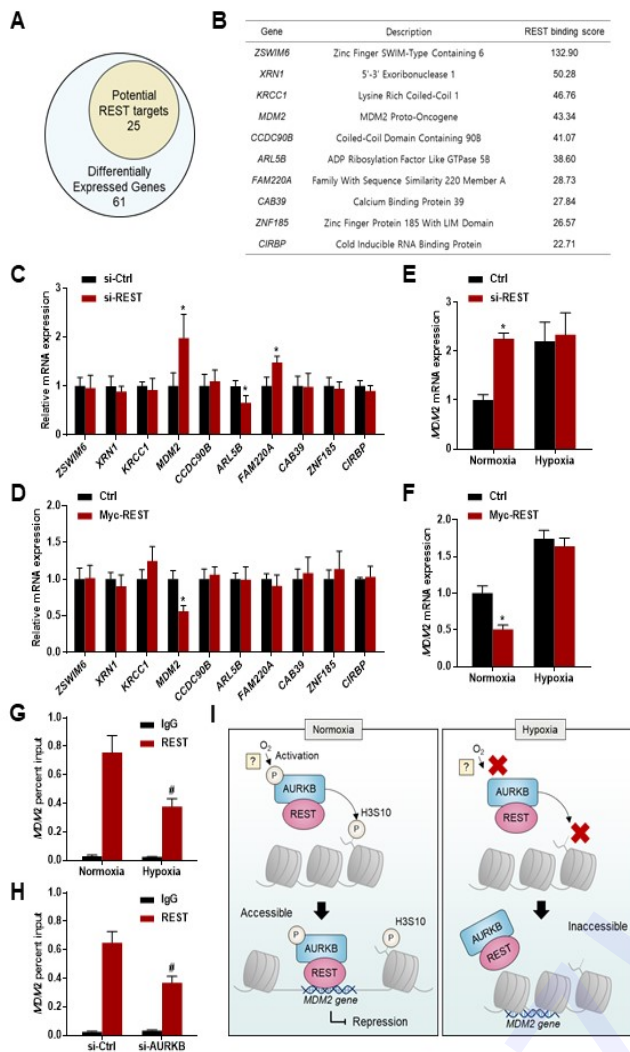 A
Potential
REST targets
25
Differentially
Expressed Genes
61
B
Gene Description REST binding score
ZSWIM6 Zinc Finger SWIM-Type Containing 6 132.90
XRN1 5'-3' Exoribonuclease 1 50.28
KRCC1 Lysine Rich Coiled-Coil 1 46.76
MDM2 MDM2 Proto-Oncogene 43.34
CCDC90B Coiled-Coil Domain Containing 90B 41.07
ARL5B ADP Ribosylation Factor Like GTPase 5B 38.60
FAM220A Family With Sequence Similarity 220 Member A 28.73
CAB39 Calcium Binding Protein 39 27.84
ZNF185 Zinc Finger Protein 185 With LIM Domain 26.57
CIRBP Cold Inducible RNA Binding Protein 22.71
C
si-Ctrl
si-REST
Relative mRNA expression
3
2
1
0
* * *
ZSWIM6 XRN1 KRCC1 MDM2 CCDC90B ARL5B FAM220A CAB39 ZNF185 CIRBP
D
Ctrl
Myc-REST
Relative mRNA expression
2.0
1.5
1.0
0.5
0.0
*
ZSWIM6 XRN1 KRCC1 MDM2 CCDC90B ARL5B FAM220A CAB39 ZNF185 CIRBP
E
Ctrl
si-REST
MDM2 mRNA expression
3
2
1
0
*
Normoxia Hypoxia
F
Ctrl
Myc-REST
MDM2 mRNA expression
2.0
1.5
1.0
0.5
0.0
*
Normoxia Hypoxia
G
IgG
REST
MDM2 percent input
1.0
0.8
0.6
0.4
0.2
0.0
#
Normoxia Hypoxia
H
IgG
REST
MDM2 percent input
1.0
0.8
0.6
0.4
0.2
0.0
#
si-Ctrl si-AURKB
I
Normoxia
O2
? Activation
P
AURKB
REST
H3S10
P
Accessible
P
AURKB
REST
H3S10
P
MDM2 gene
Repression
Hypoxia
O2
?
AURKB
REST
Inaccessible
AURKB
REST
MDM2 gene